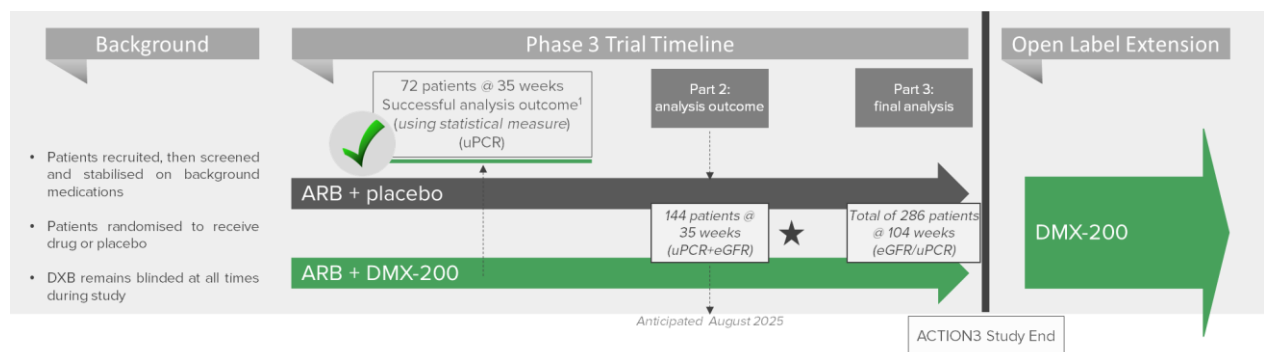 Background
Phase 3 Trial Timeline
Open Label Extension
72 patients @ 35 weeks
Successful analysis outcome¹
(using statistical measure)
(uPCR)
Part 2:
analysis outcome
Part 3:
final analysis
• Patients recruited, then screened
and stabilised on background
medications
• Patients randomised to receive
drug or placebo
• DXB remains blinded at all times
during study
ARB + placebo
144 patients @
35 weeks
(uPCR+eGFR)
Total of 286 patients
@ 104 weeks
(eGFR/uPCR)
ARB + DMX-200
DMX-200
Anticipated August 2025
ACTION3 Study End